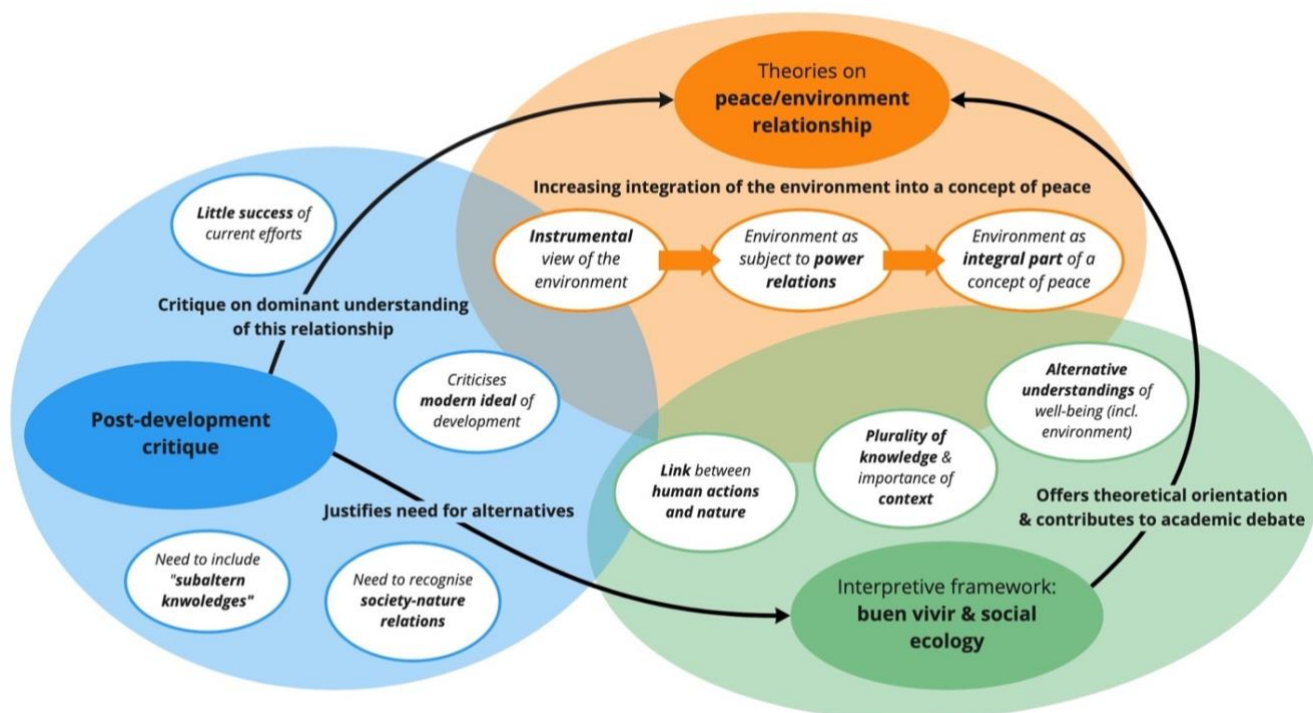 Theories on
peace/environment
relationship
Increasing integration of the environment into a concept of peace
Instrumental
view of the
environment
Environment as
subject to power
relations
Environment as
integral part of a
concept of peace
Little success of
current efforts
Critique on dominant understanding
of this relationship
Criticises
modern ideal of
development
Post-development
critique
Justifies need for alternatives
Need to include
"subaltern
knwoledges"
Need to recognise
society-nature
relations
Alternative
understandings of
well-being (incl.
environment)
Plurality of
knowledge &
importance of
context
Link between
human actions
and nature
Offers theoretical orientation
& contributes to academic debate
Interpretive framework:
buen vivir & social
ecology